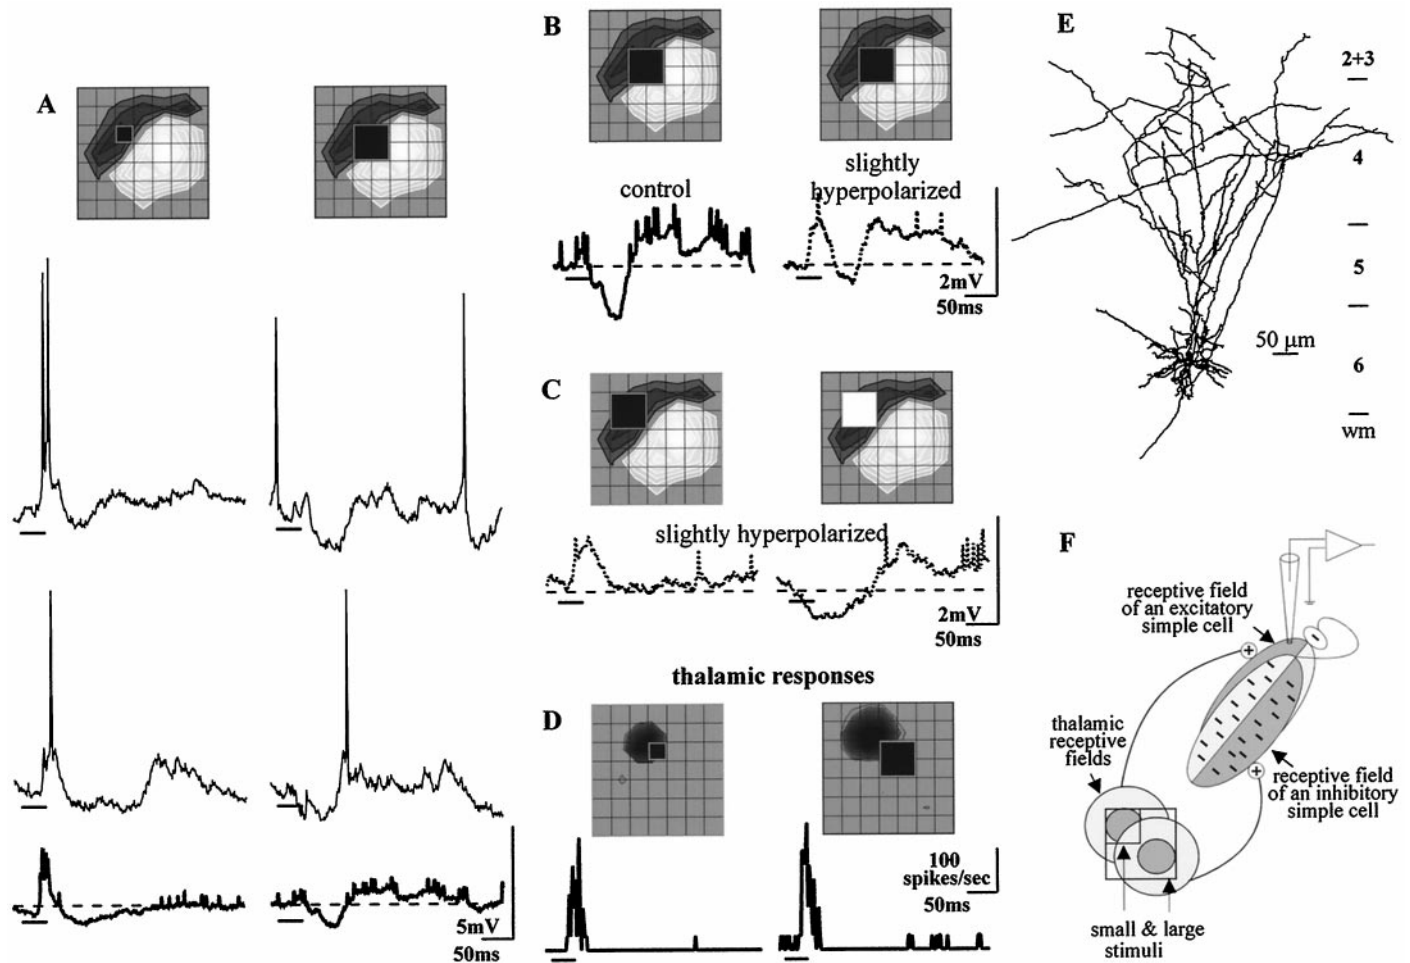 A
B
control
slightly
hyperpolarized
2mV
50ms
C
slightly hyperpolarized
2mV
50ms
5mV
50ms
thalamic responses
D
100
spikes/sec
50ms
E
2+3
4
5
50 μm
6
wm
F
receptive field
of an excitatory
simple cell
+
-
thalamic
receptive
fields
+
receptive field
of an inhibitory
simple cell
small & large
stimuli